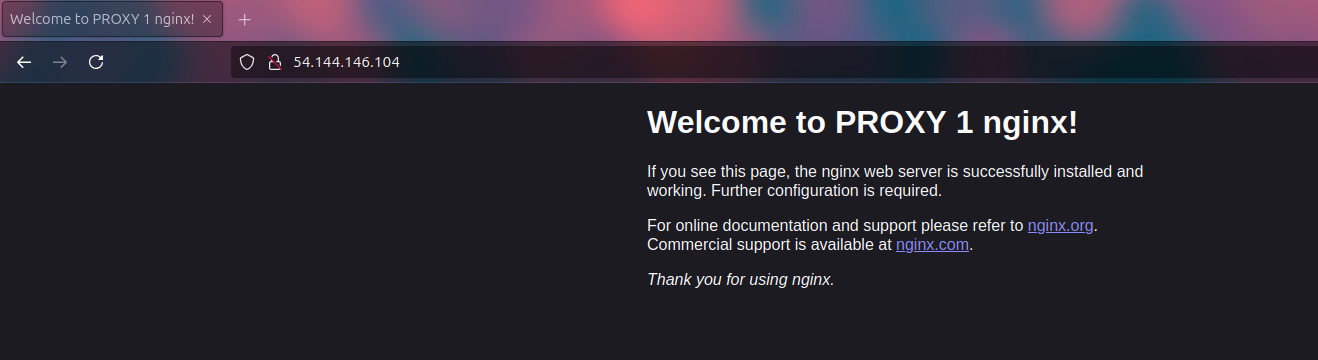 Welcome to PROXY 1 nginx!
54.144.146.104
Welcome to PROXY 1 nginx!
If you see this page, the nginx web server is successfully installed and
working. Further configuration is required.
For online documentation and support please refer to nginx.org.
Commercial support is available at nginx.com.
Thank you for using nginx.